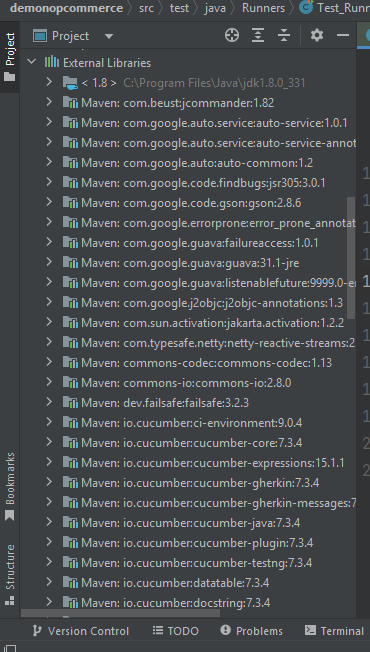 demonopcommerce > src > test > java > Runners > Test_Runn
Project
Project
External Libraries
< 1.8 > C:\Program Files\Java\jdk1.8.0_331
Maven: com.beust:jcommander:1.82
Maven: com.google.auto.service:auto-service:1.0.1
Maven: com.google.auto.service:auto-service-annot
Maven: com.google.auto:auto-common:1.2
Maven: com.google.code.findbugs:jsr305:3.0.1
Maven: com.google.code.gson:gson:2.8.6
Maven: com.google.errorprone:error_prone_annotat
Maven: com.google.guava:failureaccess:1.0.1
Maven: com.google.guava:guava:31.1-jre
Maven: com.google.guava:listenablefuture:9999.0-e
Maven: com.google.j2objc:j2objc-annotations:1.3
Maven: com.sun.activation:jakarta.activation:1.2.2
Maven: com.typesafe.netty:netty-reactive-streams:2
Maven: commons-codec:commons-codec:1.13
Maven: commons-io:commons-io:2.8.0
Maven: dev.failsafe:failsafe:3.2.3
Maven: io.cucumber:ci-environment:9.0.4
Maven: io.cucumber:cucumber-core:7.3.4
Maven: io.cucumber:cucumber-expressions:15.1.1
Maven: io.cucumber:cucumber-gherkin:7.3.4
Maven: io.cucumber:cucumber-gherkin-messages:7
Maven: io.cucumber:cucumber-java:7.3.4
Maven: io.cucumber:cucumber-plugin:7.3.4
Maven: io.cucumber:cucumber-testng:7.3.4
Maven: io.cucumber:datatable:7.3.4
Maven: io.cucumber:docstring:7.3.4
Bookmarks
Structure
Version Control TODO Problems Terminal